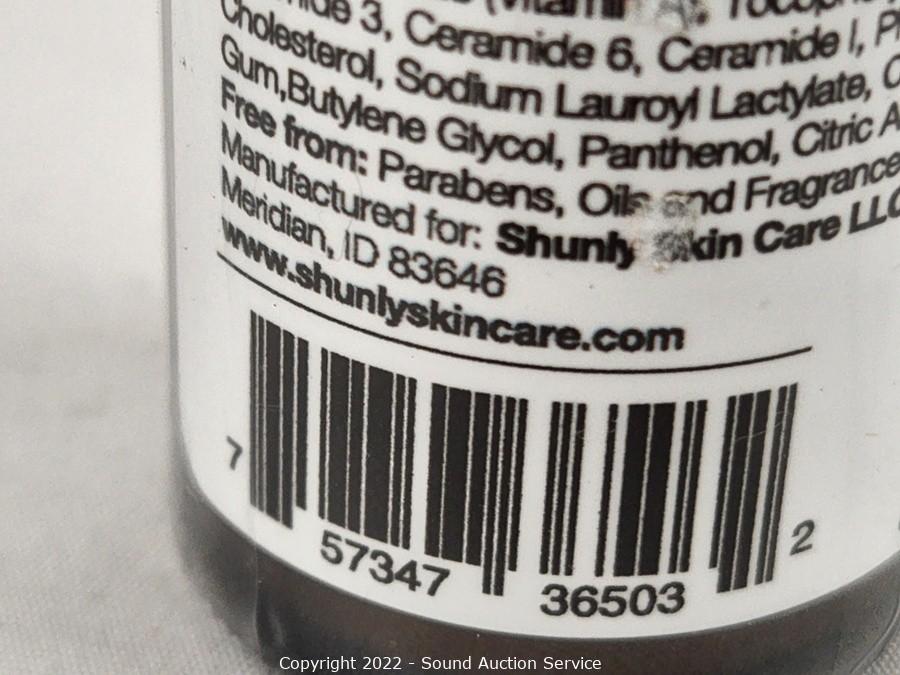 3, Ceramide 6, Ceramide I,
Cholesterol, Sodium Lauroyl Lactylate,
Gum,Butylene Glycol, Panthenol, Citric
Free from: Parabens, Oils and Fragrance
Manufactured for: Shunly Skin Care LLC
Meridian, ID 83646
www.shunlyskincare.com
7 57347 36503 2
Copyright 2022 - Sound Auction Service